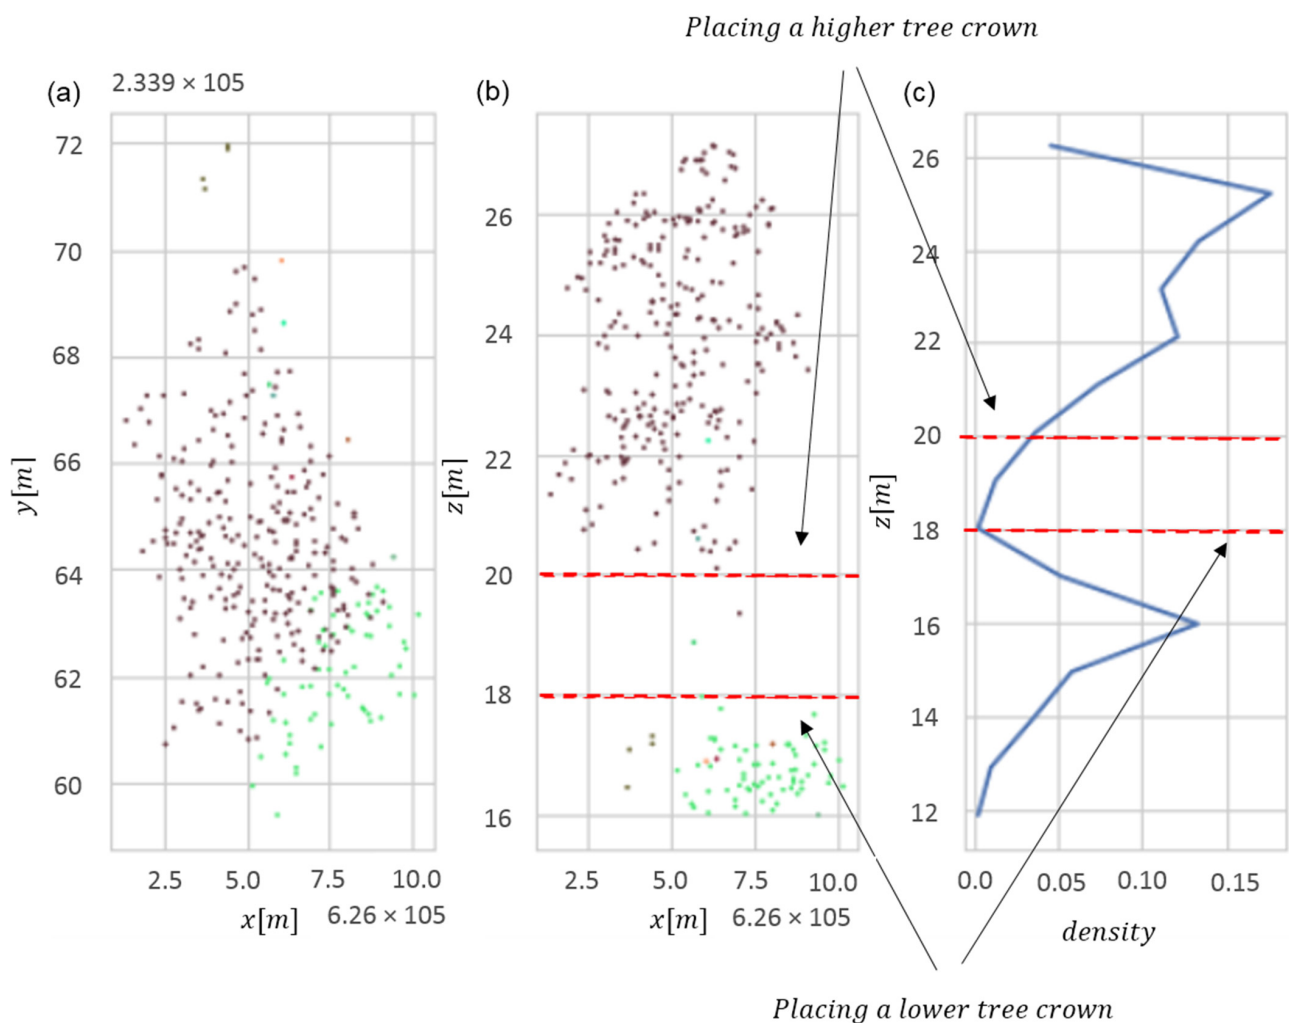 Placing a higher tree crown
(a) 2.339 × 105 (b) (c)
72
70
68
66
64
62
60
y[m]
2.5 5.0 7.5 10.0
x[m] 6.26 × 105
26
24
22
20
18
16
z[m]
2.5 5.0 7.5 10.0
x[m] 6.26 × 105
26
24
22
20
18
16
14
12
z[m]
0.0 0.05 0.10 0.15
density
Placing a lower tree crown